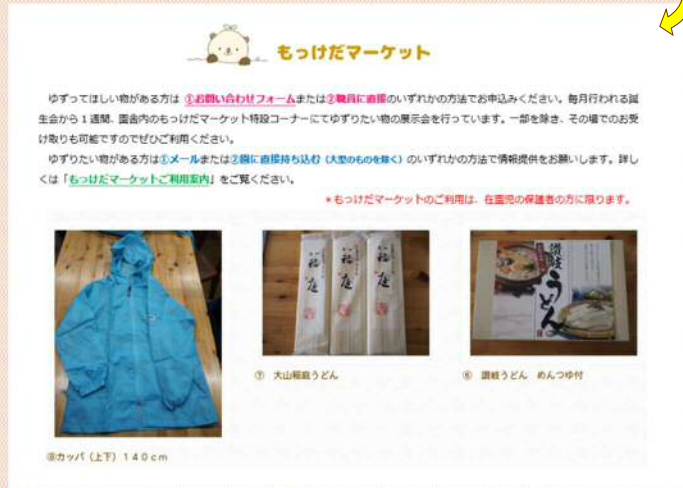 もっけだマーケット
ゆずってほしい物がある方は ①お問い合わせフォームまたは②職員に直接のいずれかの方法でお申込みください。毎月行われる誕
生会から１週間、園舎内のもっけだマーケット特設コーナーにてゆずりたい物の展示会を行っています。一部を除き、その場でのお受
け取りも可能ですのでぜひご利用ください。
ゆずりたい物がある方は①メールまたは②園に直接持ち込む（大型のものを除く）のいずれかの方法で情報提供をお願いします。詳し
くは「もっけだマーケットご利用案内」をご覧ください。
＊もっけだマーケットのご利用は、在園児の保護者の方に限ります。
稲庭
稲庭
稲庭
讃岐
うどん
⑦ 大山稲庭うどん
⑥ 讃岐うどん めんつゆ付
⑧カッパ（上下）１４０ｃｍ